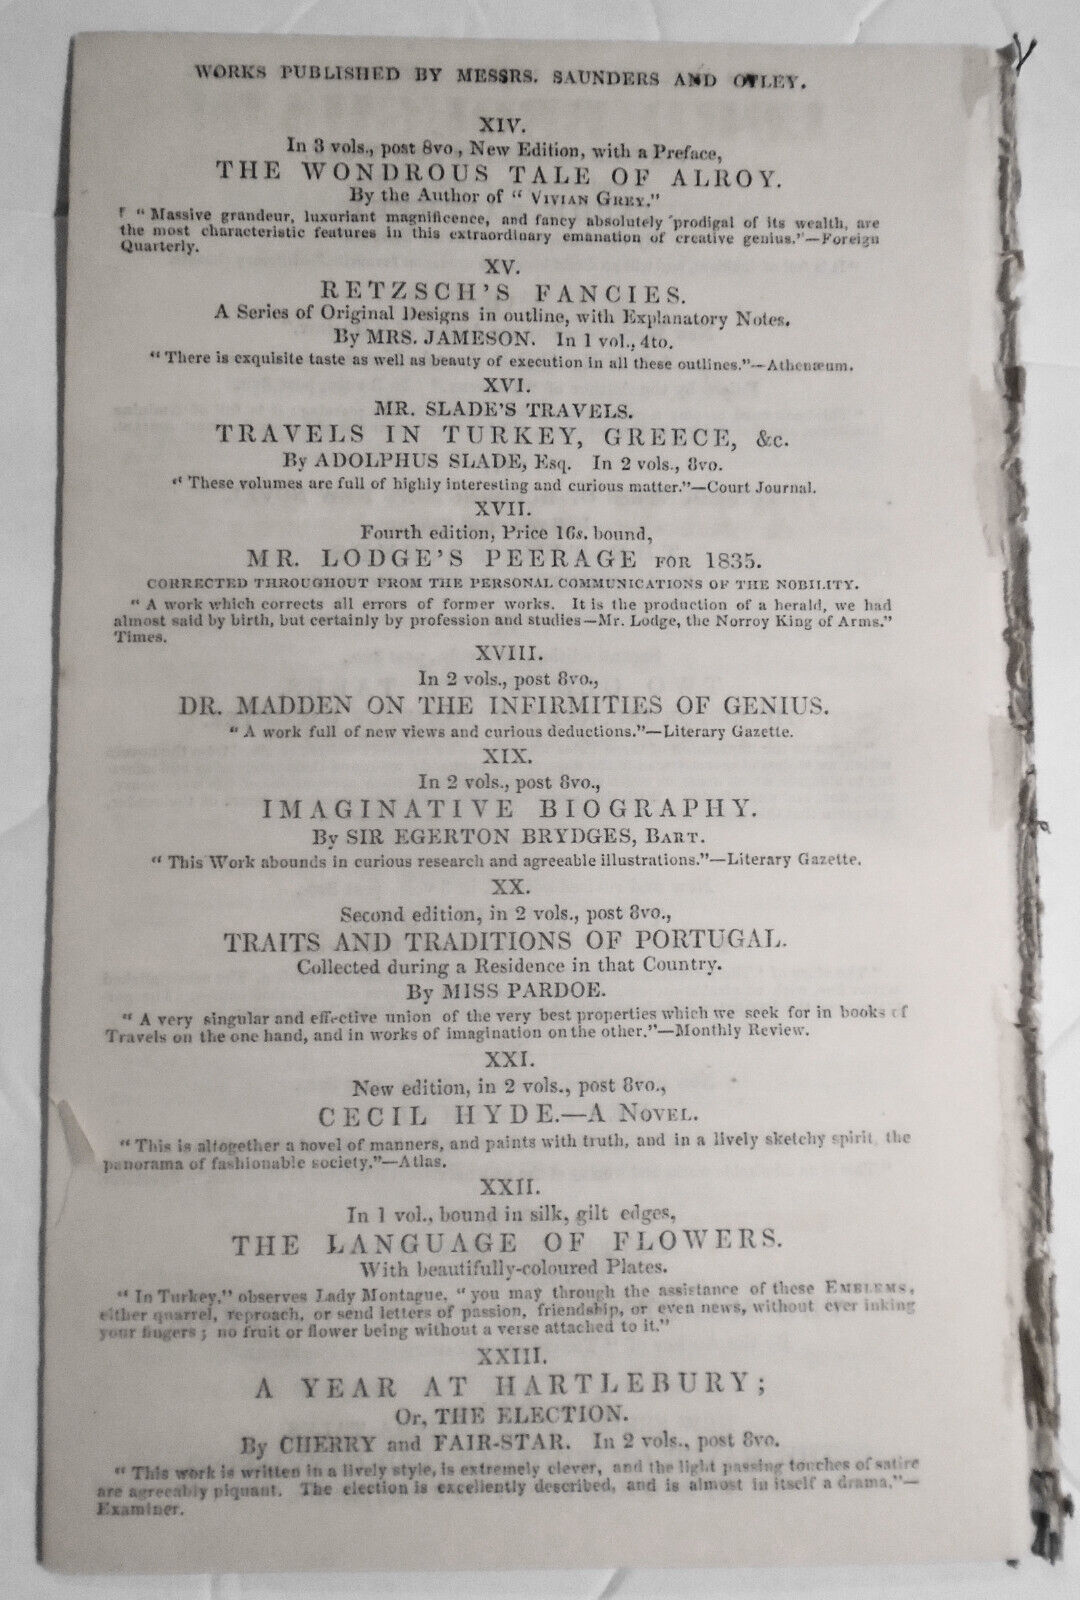 WORKS PUBLISHED BY MESSRS. SAUNDERS AND OTLEY.
XIV.
In 3 vols., post 8vo., New Edition, with a Preface,
THE WONDROUS TALE OF ALROY.
By the Author of "VIVIAN GREY."
"Massive grandeur, luxuriant magnificence, and fancy absolutely prodigal of its wealth, are
the most characteristic features in this extraordinary emanation of creative genius."—Foreign
Quarterly.
XV.
RETZSCH'S FANCIES.
A Series of Original Designs in outline, with Explanatory Notes.
By MRS. JAMESON. In 1 vol., 4to.
"There is exquisite taste as well as beauty of execution in all these outlines."—Athenæum.
XVI.
MR. SLADE'S TRAVELS.
TRAVELS IN TURKEY, GREECE, &c.
By ADOLPHUS SLADE, Esq. In 2 vols., 8vo.
"These volumes are full of highly interesting and curious matter."—Court Journal.
XVII.
Fourth edition, Price 16s. bound,
MR. LODGE'S PEERAGE FOR 1835.
CORRECTED THROUGHOUT FROM THE PERSONAL COMMUNICATIONS OF THE NOBILITY.
"A work which corrects all errors of former works. It is the production of a herald, we had
almost said by birth, but certainly by profession and studies—Mr. Lodge, the Norroy King of Arms."
Times.
XVIII.
In 2 vols., post 8vo.,
DR. MADDEN ON THE INFIRMITIES OF GENIUS.
"A work full of new views and curious deductions."—Literary Gazette.
XIX.
In 2 vols., post 8vo.,
IMAGINATIVE BIOGRAPHY.
By SIR EGERTON BRYDGES, BART.
"This Work abounds in curious research and agreeable illustrations."—Literary Gazette.
XX.
Second edition, in 2 vols., post 8vo.,
TRAITS AND TRADITIONS OF PORTUGAL.
Collected during a Residence in that Country.
By MISS PARDOE.
"A very singular and effective union of the very best properties which we seek for in books of
Travels on the one hand, and in works of imagination on the other."—Monthly Review.
XXI.
New edition, in 2 vols., post 8vo.,
CECIL HYDE.—A NOVEL.
"This is altogether a novel of manners, and paints with truth, and in a lively sketchy spirit, the
panorama of fashionable society."—Atlas.
XXII.
In 1 vol., bound in silk, gilt edges,
THE LANGUAGE OF FLOWERS.
With beautifully-coloured Plates.
"In Turkey," observes Lady Montague, "you may through the assistance of these EMBLEMS,
either quarrel, reproach, or send letters of passion, friendship, or even news, without ever inking
your fingers; no fruit or flower being without a verse attached to it."
XXIII.
A YEAR AT HARTLEBURY;
Or, THE ELECTION.
By CHERRY and FAIR-STAR. In 2 vols., post 8vo.
"This work is written in a lively style, is extremely clever, and the light passing touches of satire
are agreeably piquant. The election is excellently described, and is almost in itself a drama."—
Examiner.